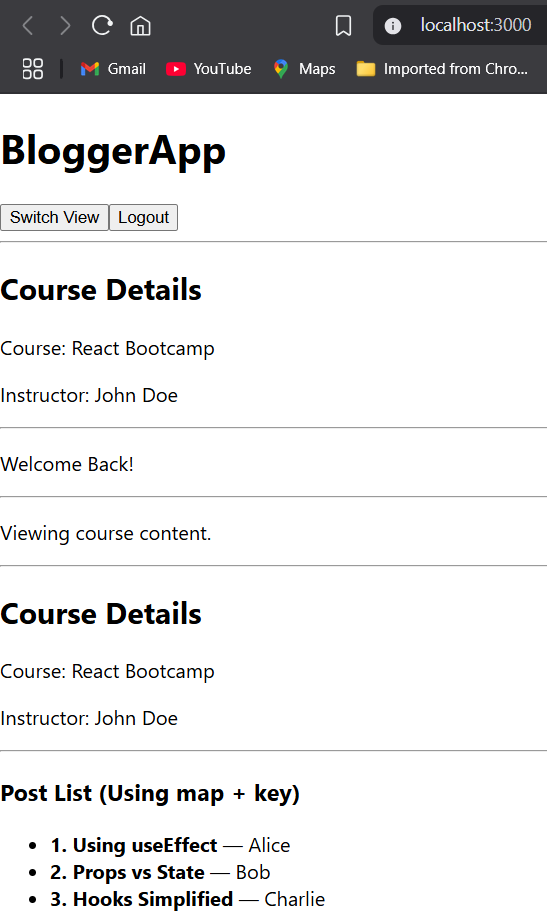 localhost:3000
Gmail YouTube Maps Imported from Chro...
BloggerApp
Switch View Logout
Course Details
Course: React Bootcamp
Instructor: John Doe
Welcome Back!
Viewing course content.
Course Details
Course: React Bootcamp
Instructor: John Doe
Post List (Using map + key)
• 1. Using useEffect — Alice
• 2. Props vs State — Bob
• 3. Hooks Simplified — Charlie